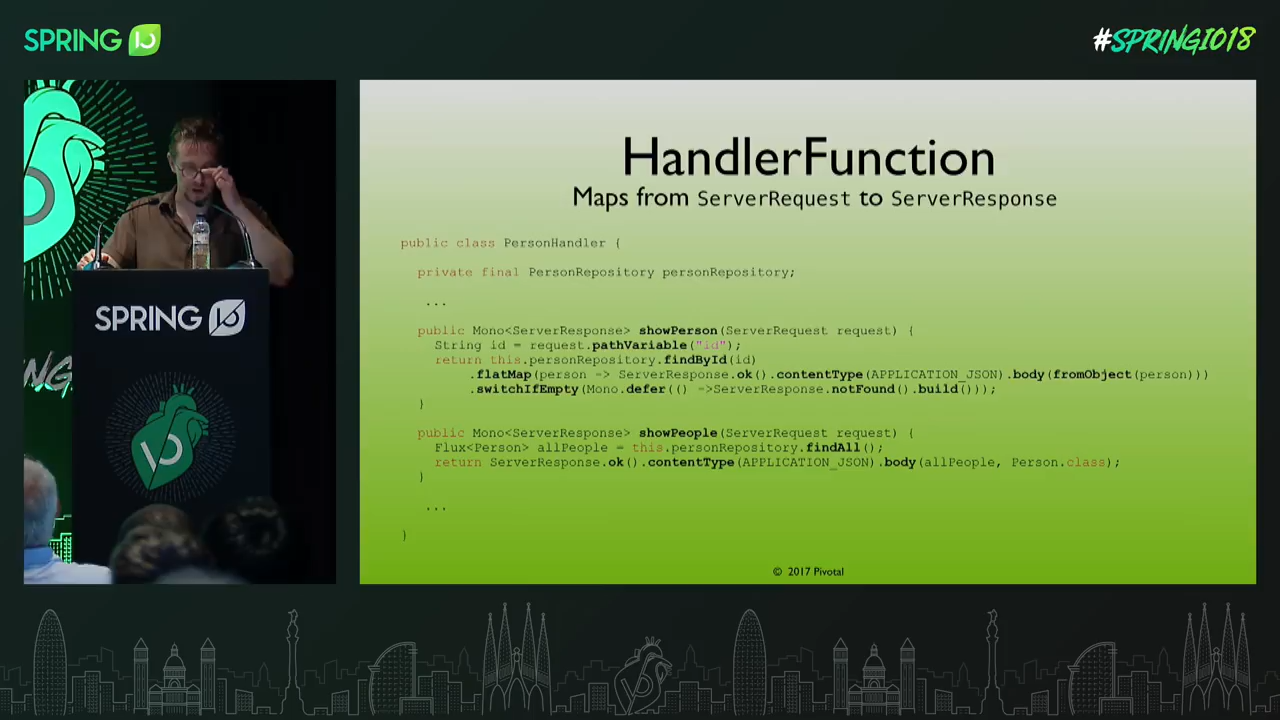 SPRING IO
#SPRINGIO18
HandlerFunction
Maps from ServerRequest to ServerResponse
public class PersonHandler {
private final PersonRepository personRepository;
...
public Mono<ServerResponse> showPerson(ServerRequest request) {
String id = request.pathVariable("id");
return this.personRepository.findById(id)
.flatMap(person -> ServerResponse.ok().contentType(APPLICATION_JSON).body(fromObject(person)))
.switchIfEmpty(Mono.defer(() ->ServerResponse.notFound().build()));
}
public Mono<ServerResponse> showPeople(ServerRequest request) {
Flux<Person> allPeople = this.personRepository.findAll();
return ServerResponse.ok().contentType(APPLICATION_JSON).body(allPeople, Person.class);
}
...
}
© 2017 Pivotal
SPRING IO